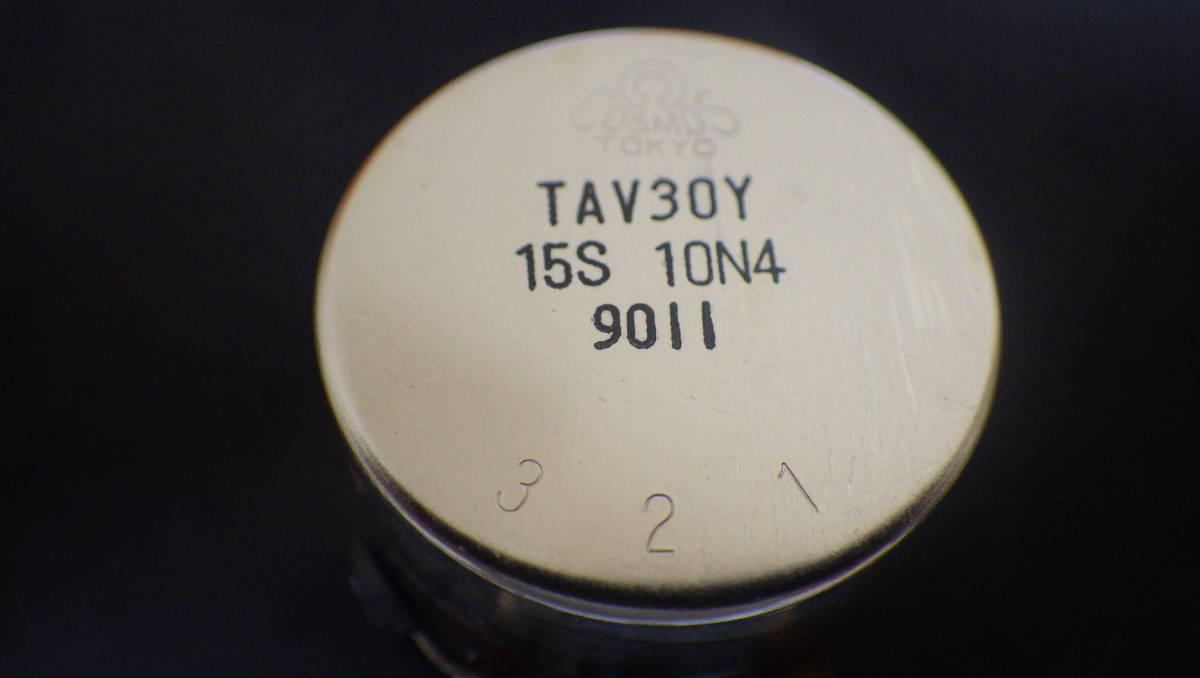 COSMOS
TOKYO
TAV30Y
15S 10N4
9011
3 2 1